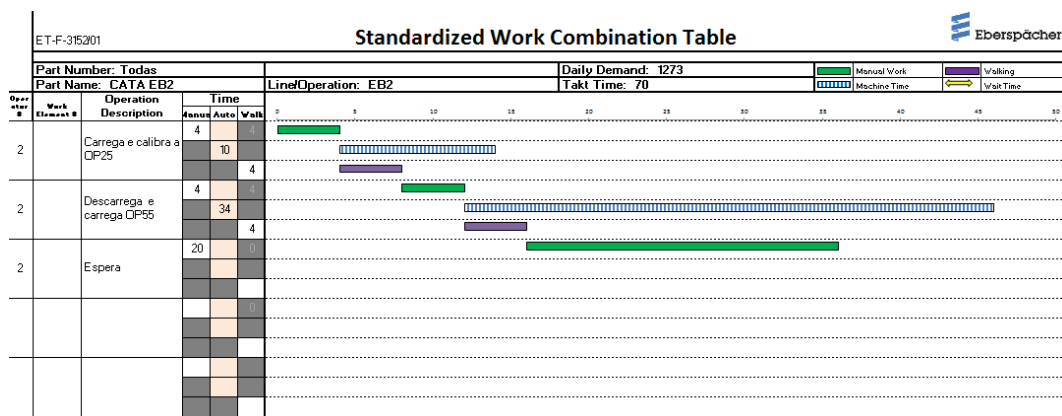 ET-F-3152/01
Standardized Work Combination Table
Eberspächer
Part Number: Todas
Daily Demand: 1273
Manual Work
Walking
Part Name: CATA EB2
Line/Operation: EB2
Takt Time: 70
Machine Time
Wait Time
Oper
ator
#
Work
Element #
Operation
Description
Time
Manua Auto Walk
0 5 10 15 20 25 30 35 40 45 50
2
Carrega e calibra a
OP25
4 4
10
4
2
Descarrega e
carrega OP55
4 4
34
4
2
Espera
20 0
0